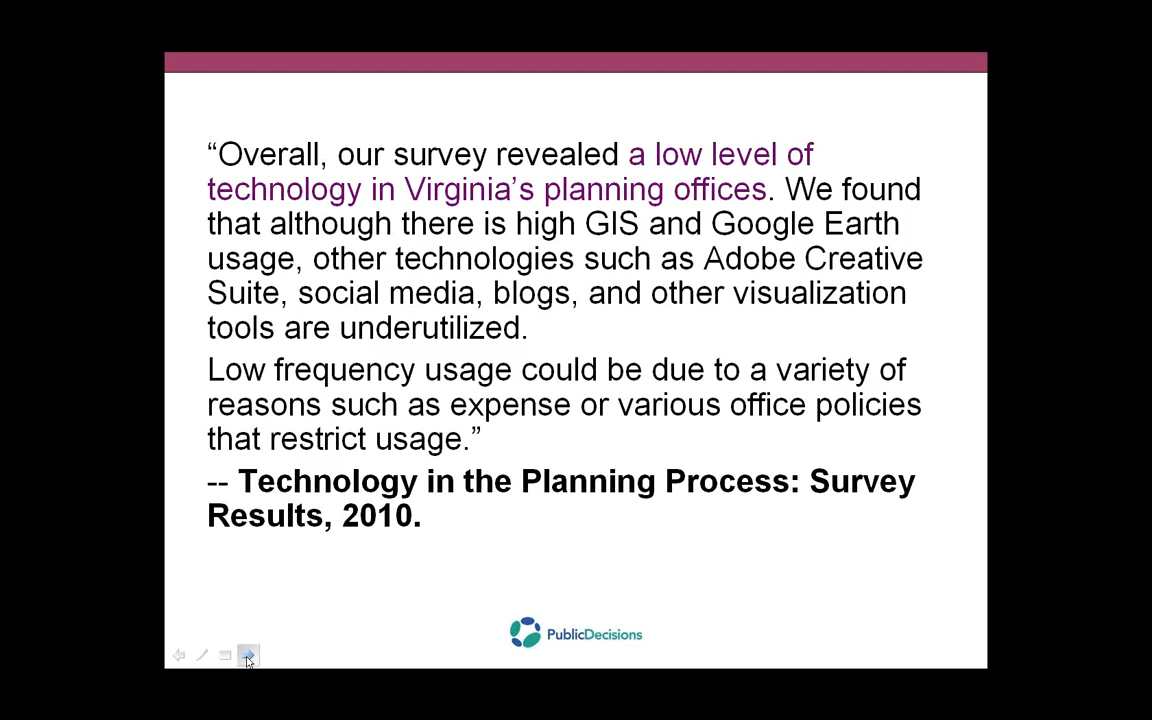 “Overall, our survey revealed a low level of
technology in Virginia’s planning offices. We found
that although there is high GIS and Google Earth
usage, other technologies such as Adobe Creative
Suite, social media, blogs, and other visualization
tools are underutilized.
Low frequency usage could be due to a variety of
reasons such as expense or various office policies
that restrict usage.”
-- Technology in the Planning Process: Survey
Results, 2010.
PublicDecisions